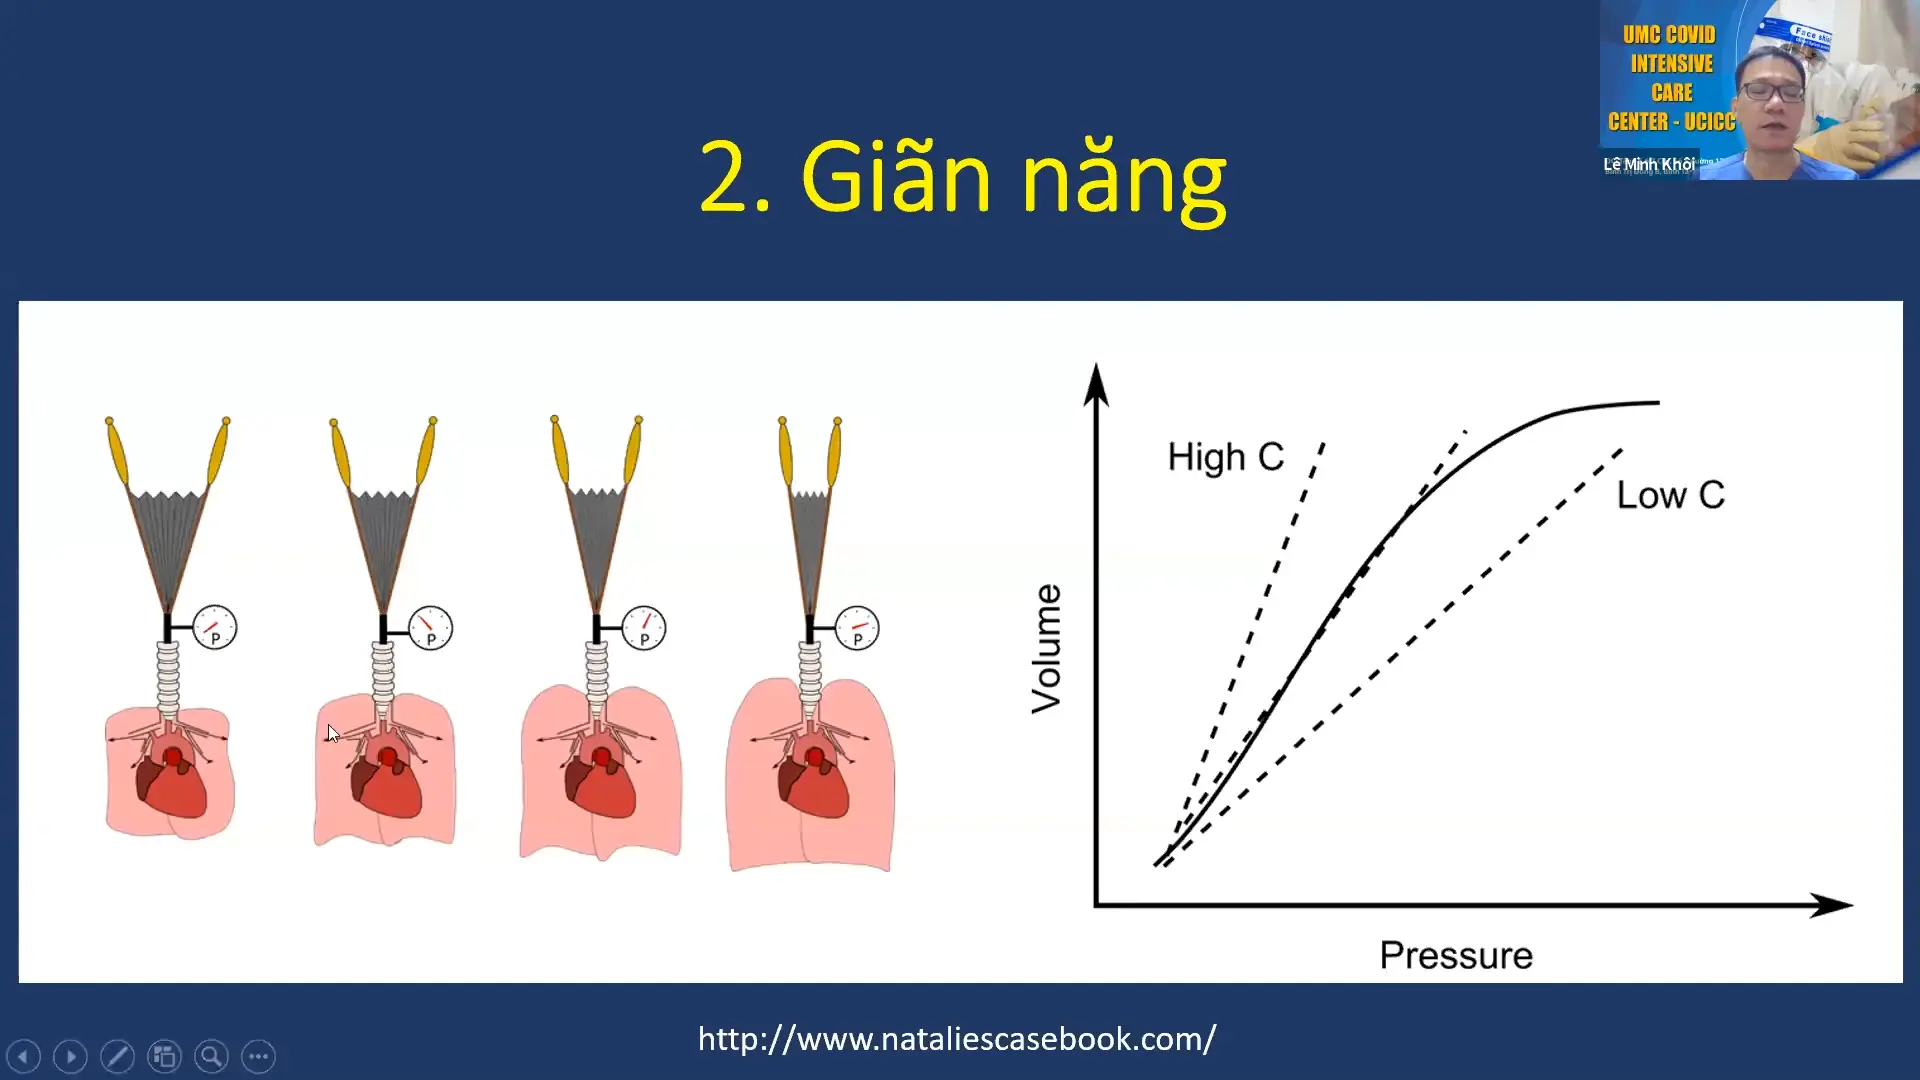 UMC COVID
INTENSIVE
CARE
CENTER - UCICC
Face
Lê Minh Khôi
2. Giãn năng
High C
Low C
P
P
P
P
Volume
Pressure
http://www.nataliescasebook.com/